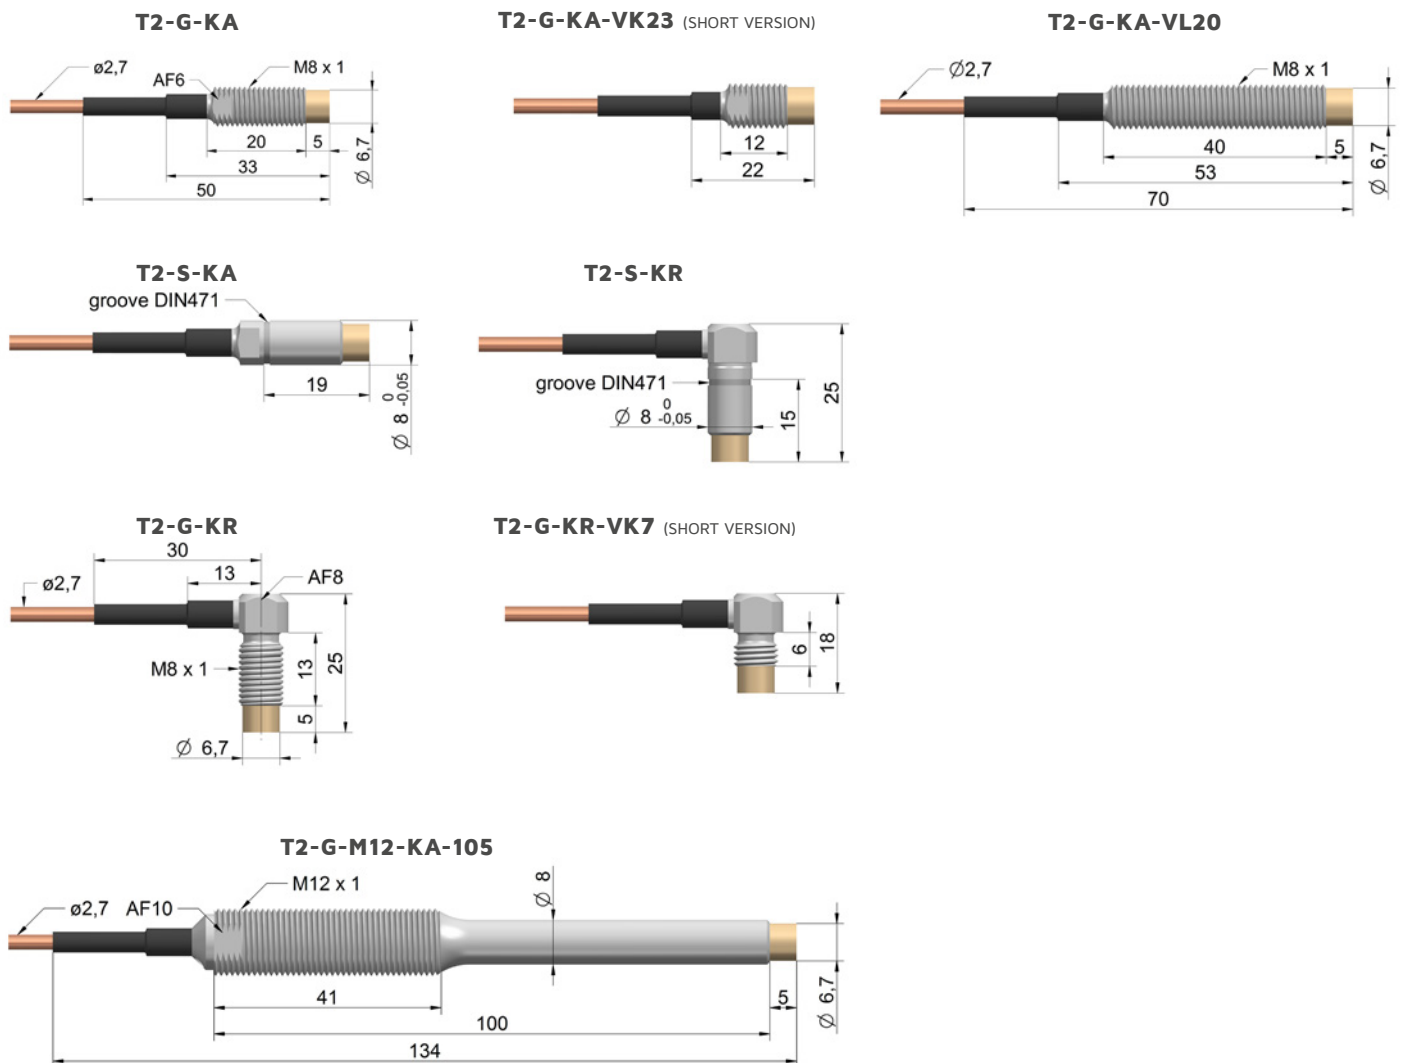 T2-G-KA
ø2,7
AF6
M8 x 1
20
5
33
50
Ø 6,7
T2-G-KA-VK23 (SHORT VERSION)
12
22
T2-G-KA-VL20
Ø2,7
M8 x 1
40
5
53
70
Ø 6,7
T2-S-KA
groove DIN471
19
Ø 8 0 -0,05
T2-S-KR
groove DIN471
Ø 8 0 -0,05
15
25
T2-G-KR
30
13
ø2,7
AF8
M8 x 1
13
25
5
Ø 6,7
T2-G-KR-VK7 (SHORT VERSION)
6
18
T2-G-M12-KA-105
M12 x 1
ø2,7 AF10
Ø 8
41
5
100
134
Ø 6,7